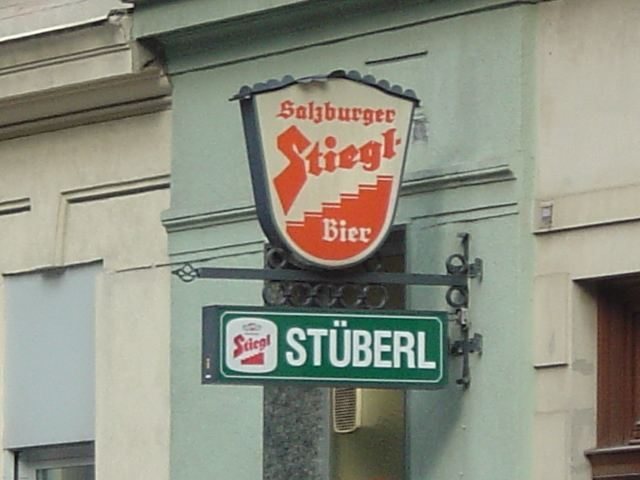 Salzburger
Stiegl-
Bier
Stiegl
STÜBERL